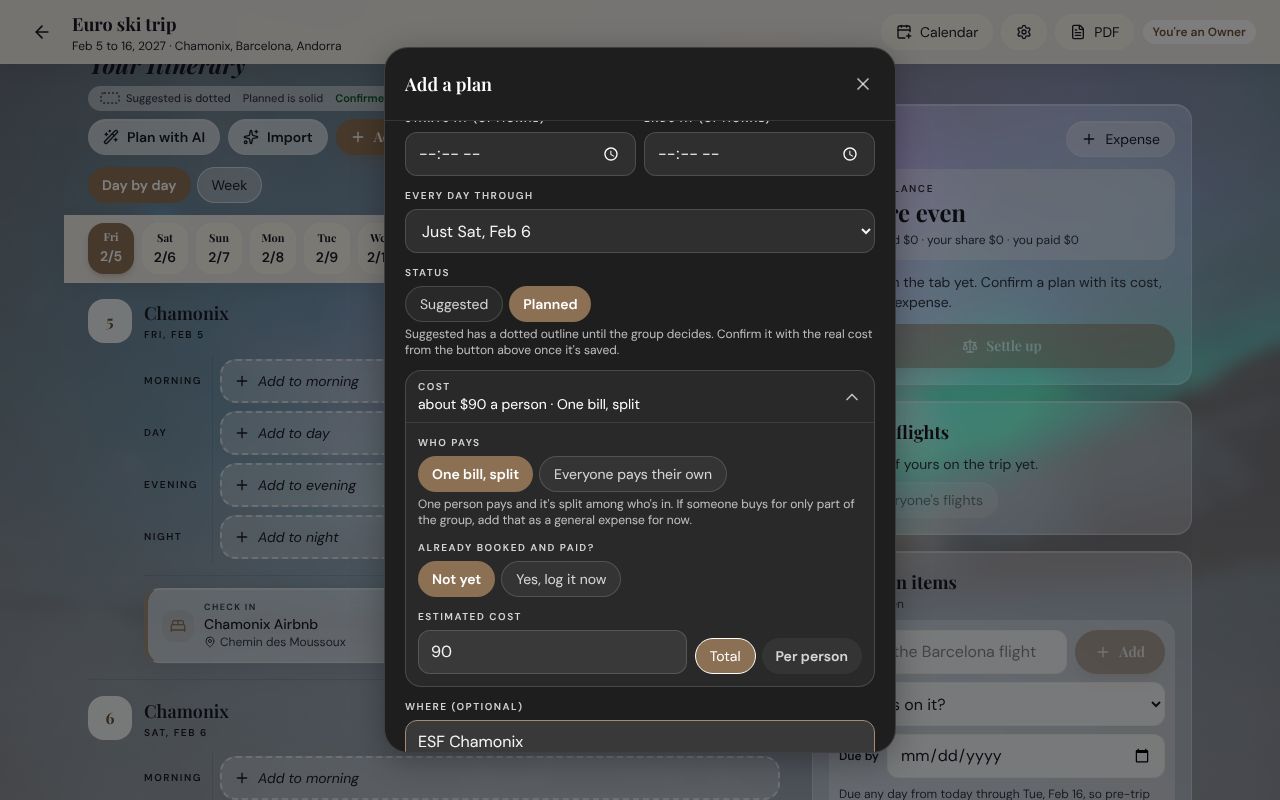 Euro ski trip
Feb 5 to 16, 2027 · Chamonix, Barcelona, Andorra
Calendar
PDF
You're an Owner
Your Itinerary
Suggested is dotted Planned is solid Confirme
Plan with AI
Import
Day by day
Week
Fri
2/5
Sat
2/6
Sun
2/7
Mon
2/8
Tue
2/9
5
Chamonix
FRI, FEB 5
MORNING
Add to morning
DAY
Add to day
EVENING
Add to evening
NIGHT
Add to night
CHECK IN
Chamonix Airbnb
Chemin des Moussoux
6
Chamonix
SAT, FEB 6
MORNING
Add to morning
Add a plan
--:-- --
--:-- --
EVERY DAY THROUGH
Just Sat, Feb 6
STATUS
Suggested
Planned
Suggested has a dotted outline until the group decides. Confirm it with the real cost
from the button above once it's saved.
COST
about $90 a person · One bill, split
WHO PAYS
One bill, split
Everyone pays their own
One person pays and it's split among who's in. If someone buys for only part of
the group, add that as a general expense for now.
ALREADY BOOKED AND PAID?
Not yet
Yes, log it now
ESTIMATED COST
90
Total
Per person
WHERE (OPTIONAL)
ESF Chamonix
Expense
LANCE
re even
d $0 · your share $0 · you paid $0
n the tab yet. Confirm a plan with its cost,
expense.
Settle up
flights
f yours on the trip yet.
ryone's flights
n items
en
the Barcelona flight
Add
s on it?
Due by
mm/dd/yyyy
Due any day from today through Tue, Feb 16, so pre-trip